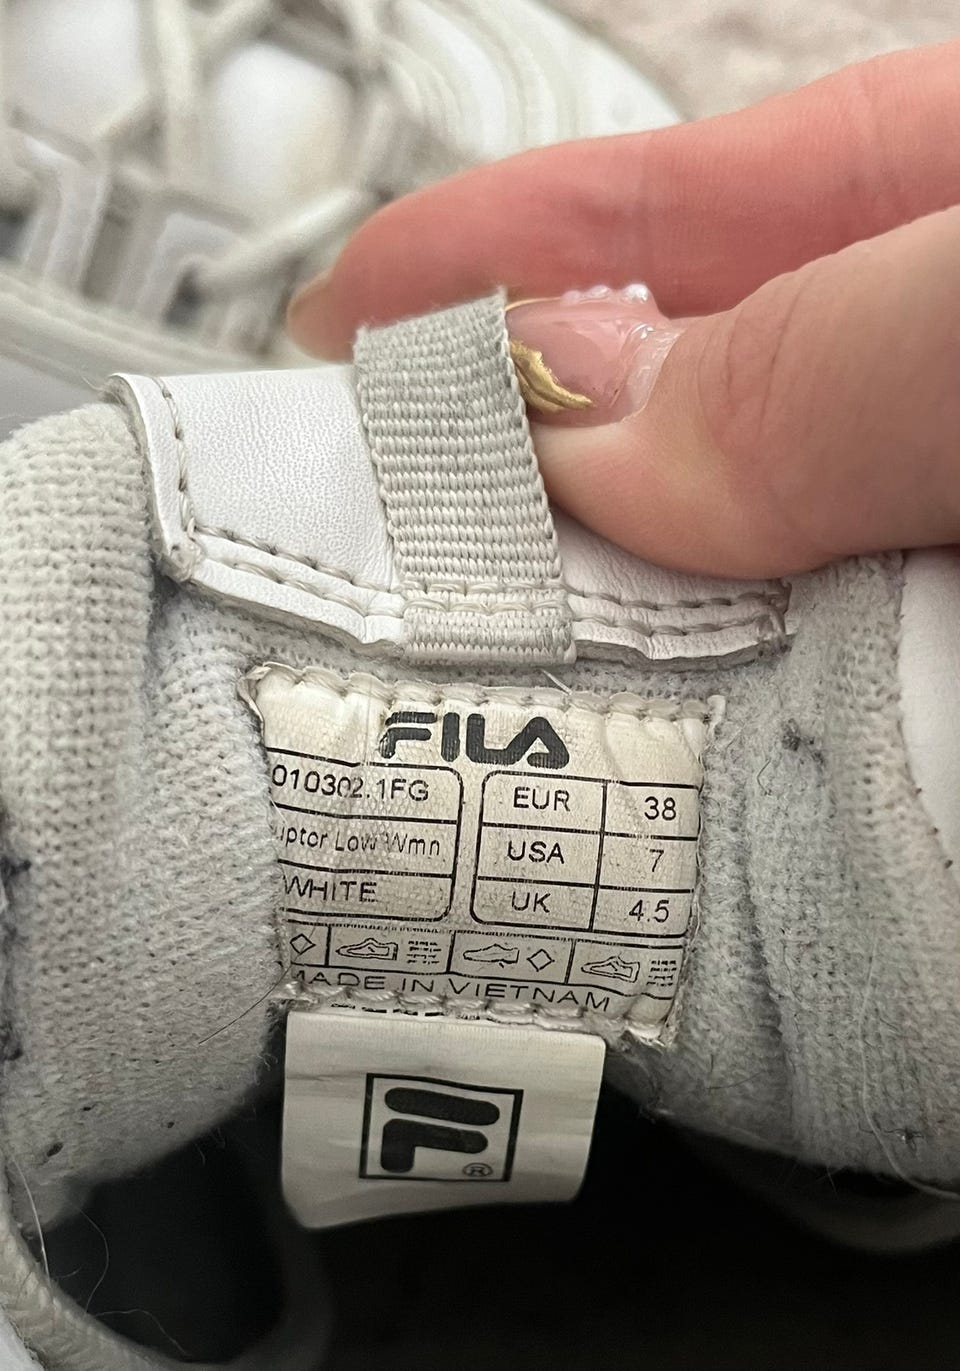 FILA
010302.1FG
uptor Low Wmn
WHITE
EUR 38
USA 7
UK 4.5
MADE IN VIETNAM
F
®